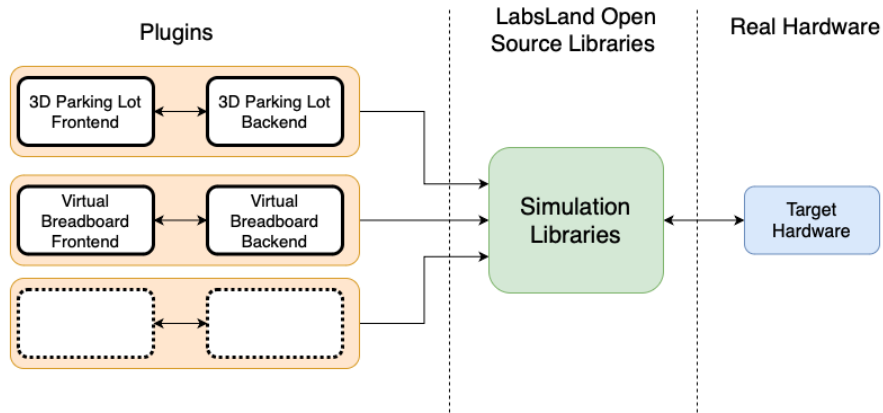 Plugins
LabsLand Open
Source Libraries
Real Hardware
3D Parking Lot
Frontend
3D Parking Lot
Backend
Virtual
Breadboard
Frontend
Virtual
Breadboard
Backend
Simulation
Libraries
Target
Hardware